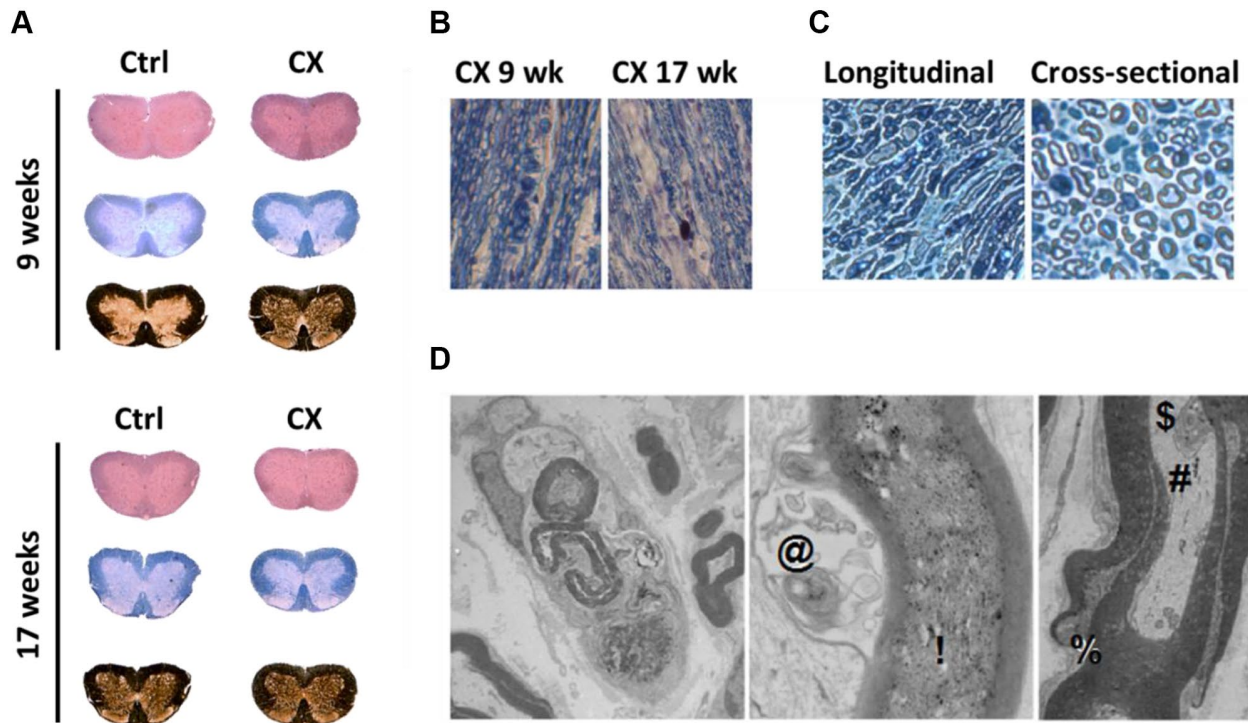 A
Ctrl CX
9 weeks
Ctrl CX
17 weeks
B
CX 9 wk CX 17 wk
C
Longitudinal Cross-sectional
D
@
!
$
#
%